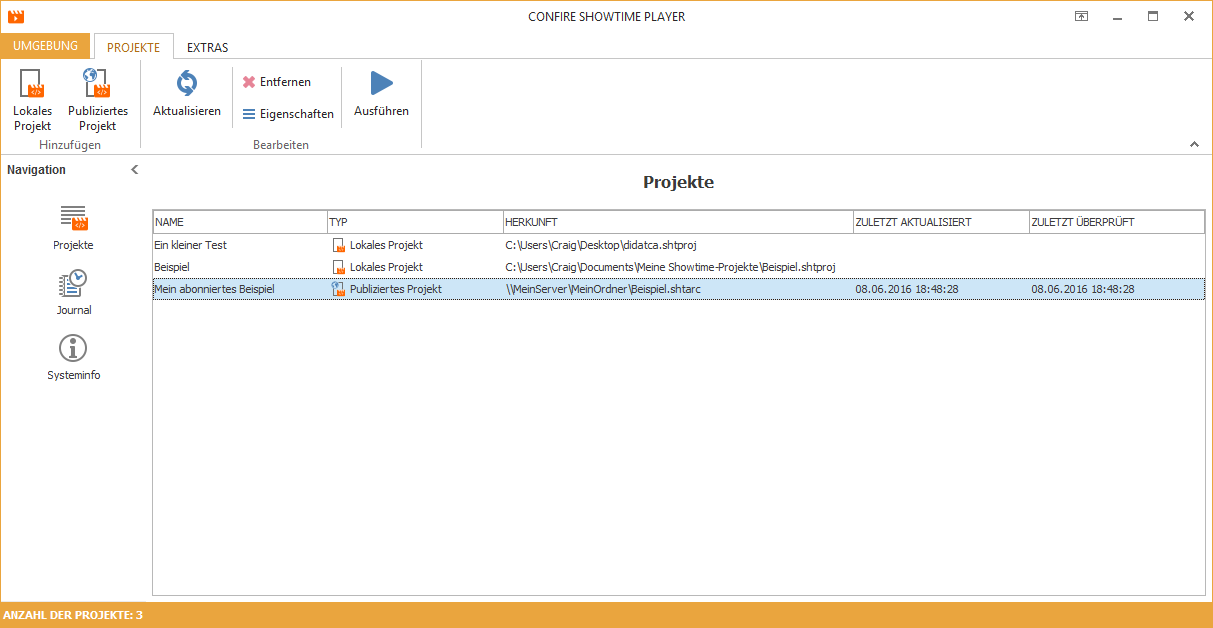 CONFIRE SHOWTIME PLAYER
UMGEBUNG PROJEKTE EXTRAS
Lokales Projekt
Publiziertes Projekt
Hinzufügen
Aktualisieren
Entfernen
Eigenschaften
Ausführen
Bearbeiten
Navigation
Projekte
Journal
Systeminfo
Projekte
NAME TYP HERKUNFT ZULETZT AKTUALISIERT ZULETZT ÜBERPRÜFT
Ein kleiner Test Lokales Projekt C:\Users\Craig\Desktop\didatca.shtproj
Beispiel Lokales Projekt C:\Users\Craig\Documents\Meine Showtime-Projekte\Beispiel.shtproj
Mein abonniertes Beispiel Publiziertes Projekt \\MeinServer\MeinOrdner\Beispiel.shtarc 08.06.2016 18:48:28 08.06.2016 18:48:28
ANZAHL DER PROJEKTE: 3